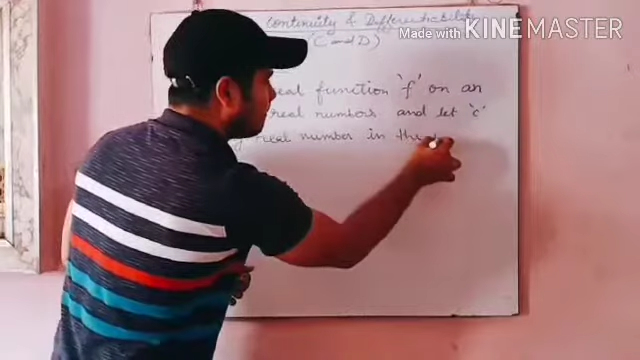 Continuity & Differentiability
Made with KINEMASTER
(C and D)
real function 'f' on an
real numbers and let 'c'
real number in the